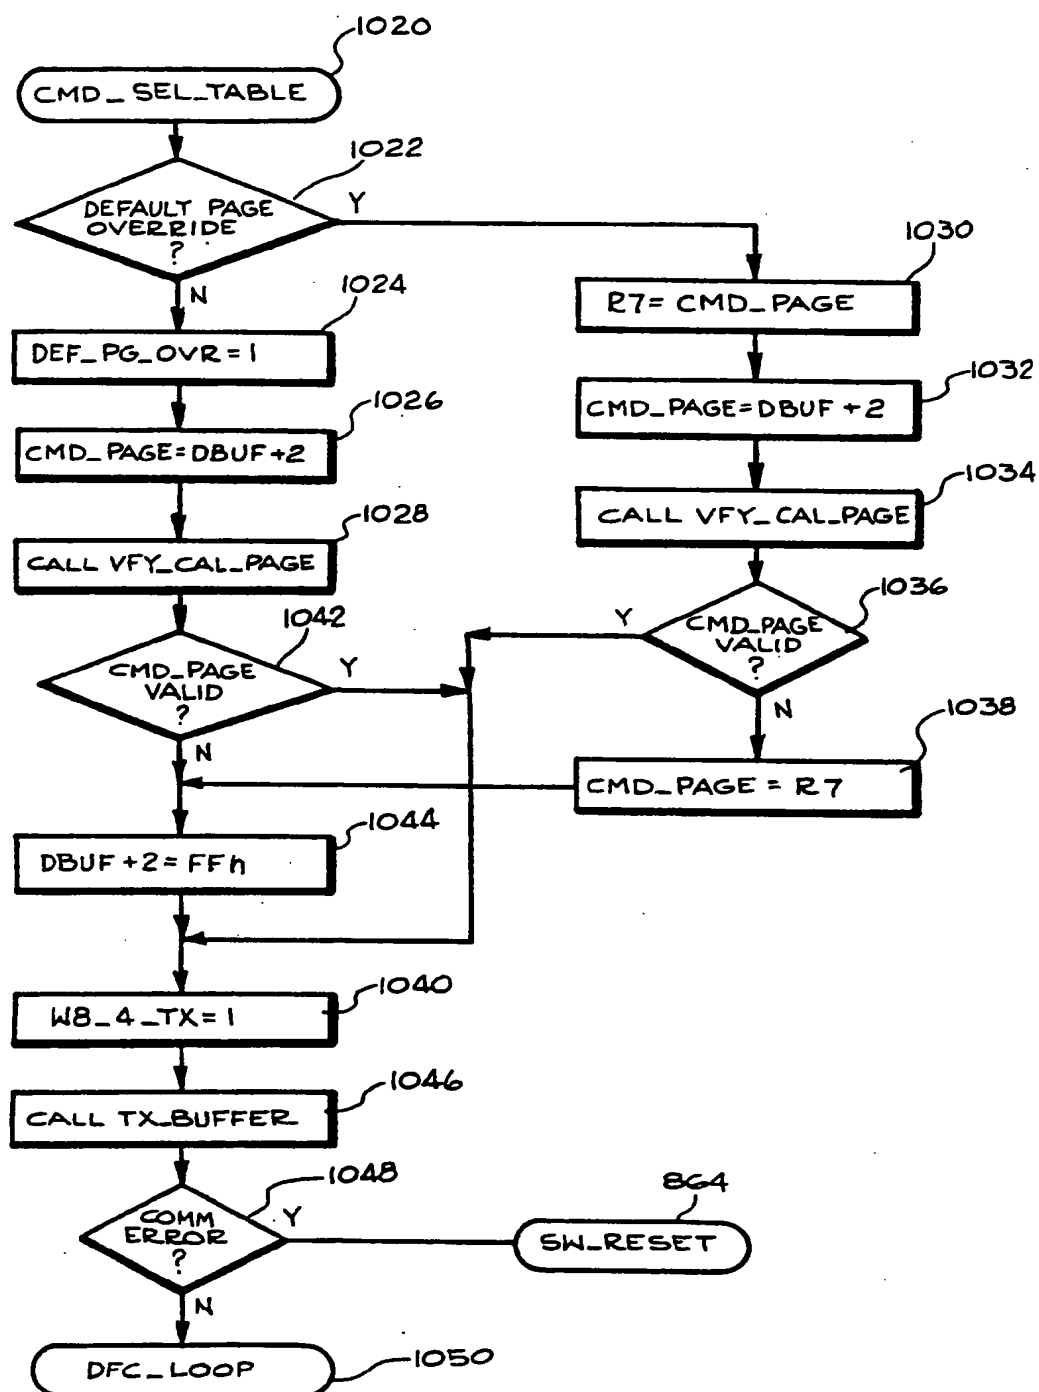 1020
CMD_SEL_TABLE
1022
DEFAULT PAGE
OVERRIDE
?
Y
N
1024
DEF_PG_OVR=1
1026
CMD_PAGE=DBUF+2
1028
CALL VFY_CAL_PAGE
1042
CMD_PAGE
VALID
?
Y
N
1030
R7=CMD_PAGE
1032
CMD_PAGE=DBUF+2
1034
CALL VFY_CAL_PAGE
1036
CMD_PAGE
VALID
?
Y
N
1038
CMD_PAGE = R7
1044
DBUF+2=FFh
1040
W8_4_TX=1
1046
CALL TX_BUFFER
1048
COMM
ERROR
?
Y
N
864
SW_RESET
DFC_LOOP
1050